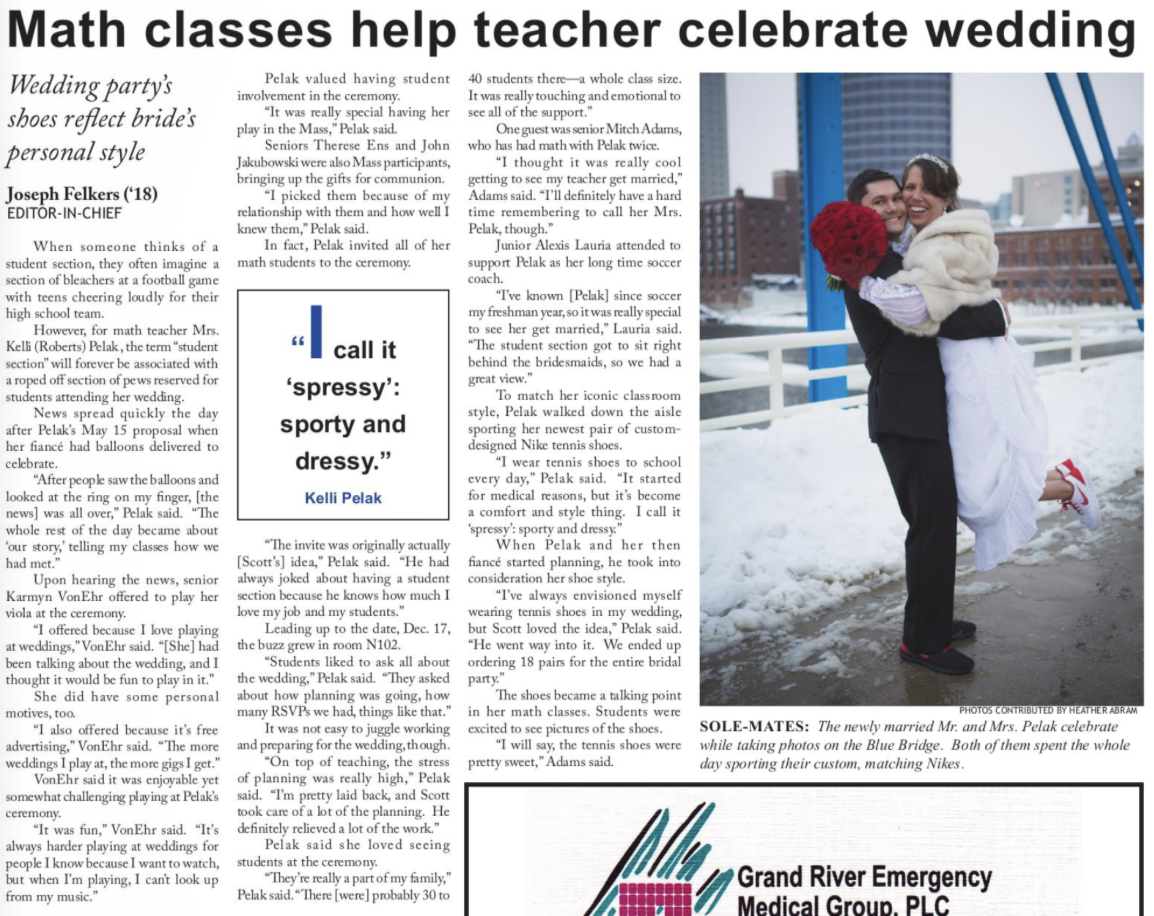 Math classes help teacher celebrate wedding
Wedding party's
shoes reflect bride's
personal style
Joseph Felkers ('18)
EDITOR-IN-CHIEF
When someone thinks of a
student section, they often imagine a
section of bleachers at a football game
with teens cheering loudly for their
high school team.
However, for math teacher Mrs.
Kelli (Roberts) Pelak, the term "student
section" will forever be associated with
a roped off section of pews reserved for
students attending her wedding.
News spread quickly the day
after Pelak's May 15 proposal when
her fiancé had balloons delivered to
celebrate.
"After people saw the balloons and
looked at the ring on my finger, [the
news] was all over," Pelak said. "The
whole rest of the day became about
'our story,' telling my classes how we
had met."
Upon hearing the news, senior
Karmyn VonEhr offered to play her
viola at the ceremony.
"I offered because I love playing
at weddings," VonEhr said. "[She] had
been talking about the wedding, and I
thought it would be fun to play in it."
She did have some personal
motives, too.
"I also offered because it's free
advertising," VonEhr said. "The more
weddings I play at, the more gigs I get."
VonEhr said it was enjoyable yet
somewhat challenging playing at Pelak's
ceremony.
"It was fun," VonEhr said. "It's
always harder playing at weddings for
people I know because I want to watch,
but when I'm playing, I can't look up
from my music."
Pelak valued having student
involvement in the ceremony.
"It was really special having her
play in the Mass," Pelak said.
Seniors Therese Ens and John
Jakubowski were also Mass participants,
bringing up the gifts for communion.
"I picked them because of my
relationship with them and how well I
knew them," Pelak said.
In fact, Pelak invited all of her
math students to the ceremony.
"I call it
'spressy':
sporty and
dressy."
Kelli Pelak
"The invite was originally actually
[Scott's] idea," Pelak said. "He had
always joked about having a student
section because he knows how much I
love my job and my students."
Leading up to the date, Dec. 17,
the buzz grew in room N102.
"Students liked to ask all about
the wedding," Pelak said. "They asked
about how planning was going, how
many RSVPs we had, things like that."
It was not easy to juggle working
and preparing for the wedding, though.
"On top of teaching, the stress
of planning was really high," Pelak
said. "I'm pretty laid back, and Scott
took care of a lot of the planning. He
definitely relieved a lot of the work."
Pelak said she loved seeing
students at the ceremony.
"They're really a part of my family,"
Pelak said. "There [were] probably 30 to
40 students there—a whole class size.
It was really touching and emotional to
see all of the support."
One guest was senior Mitch Adams,
who has had math with Pelak twice.
"I thought it was really cool
getting to see my teacher get married,"
Adams said. "I'll definitely have a hard
time remembering to call her Mrs.
Pelak, though."
Junior Alexis Lauria attended to
support Pelak as her long time soccer
coach.
"I've known [Pelak] since soccer
my freshman year, so it was really special
to see her get married," Lauria said.
"The student section got to sit right
behind the bridesmaids, so we had a
great view."
To match her iconic classroom
style, Pelak walked down the aisle
sporting her newest pair of custom-
designed Nike tennis shoes.
"I wear tennis shoes to school
every day," Pelak said. "It started
for medical reasons, but it's become
a comfort and style thing. I call it
'spressy': sporty and dressy."
When Pelak and her then
fiancé started planning, he took into
consideration her shoe style.
"I've always envisioned myself
wearing tennis shoes in my wedding,
but Scott loved the idea," Pelak said.
"He went way into it. We ended up
ordering 18 pairs for the entire bridal
party."
The shoes became a talking point
in her math classes. Students were
excited to see pictures of the shoes.
"I will say, the tennis shoes were
pretty sweet," Adams said.
PHOTOS CONTRIBUTED BY HEATHER ABRAM
SOLE-MATES: The newly married Mr. and Mrs. Pelak celebrate
while taking photos on the Blue Bridge. Both of them spent the whole
day sporting their custom, matching Nikes.
Grand River Emergency
Medical Group, PLC